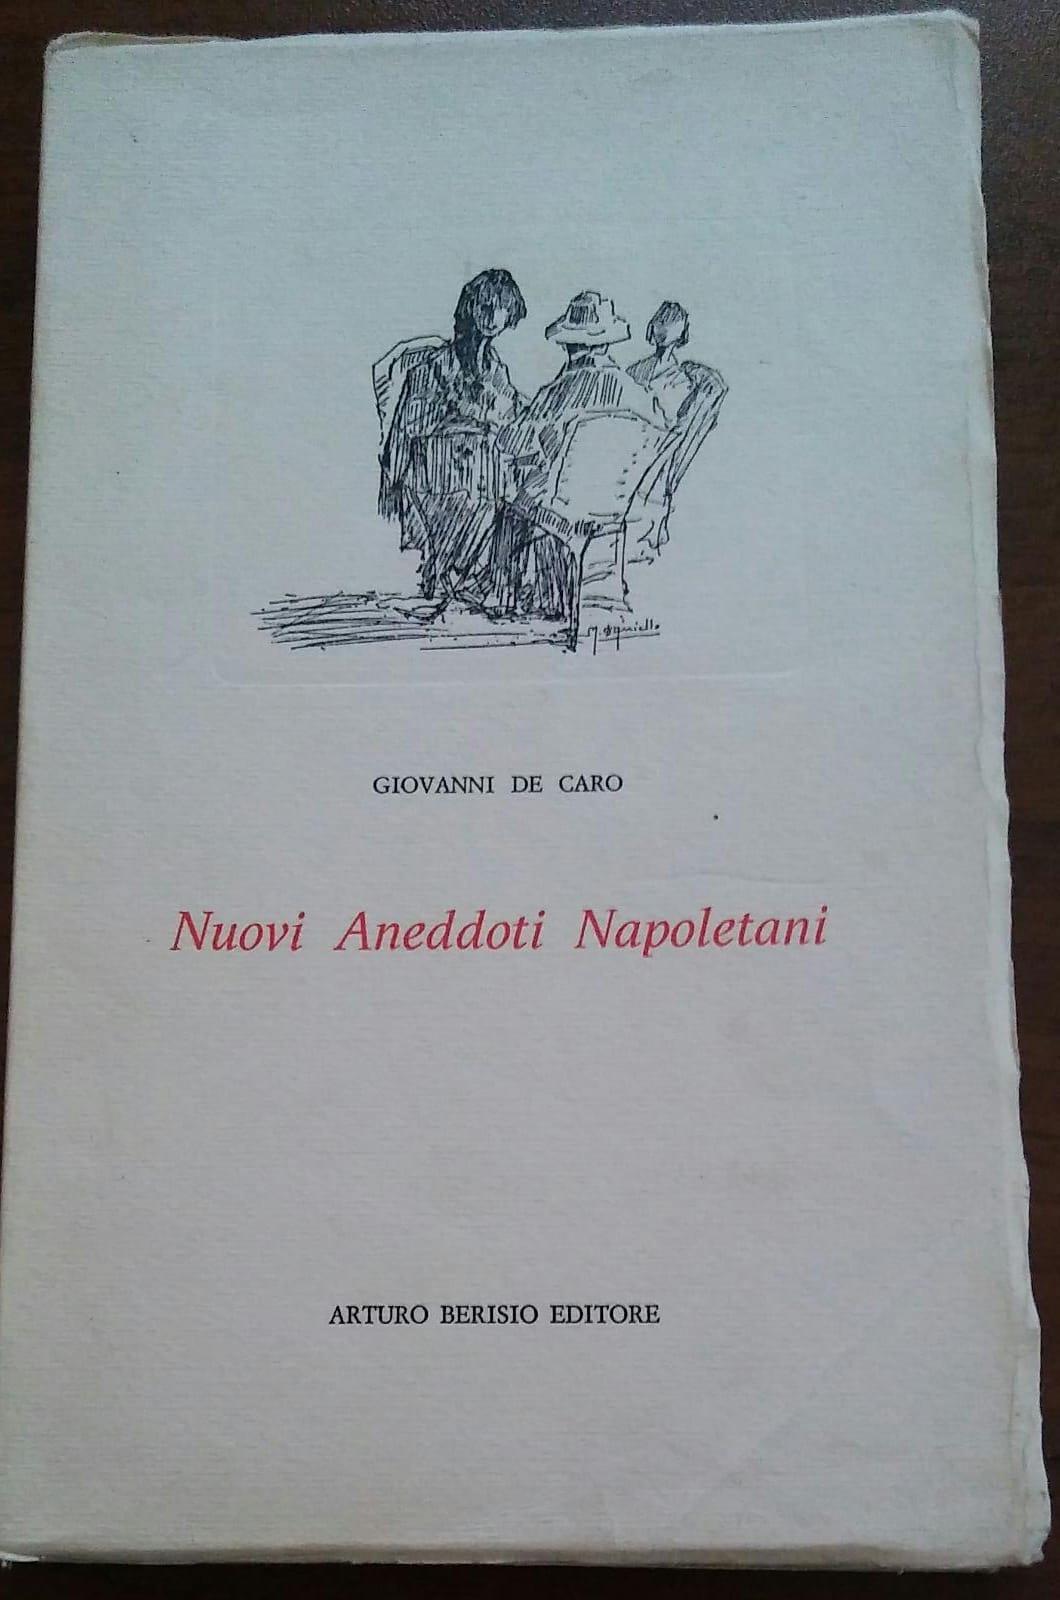 GIOVANNI DE CARO
Nuovi Aneddoti Napoletani
ARTURO BERISIO EDITORE